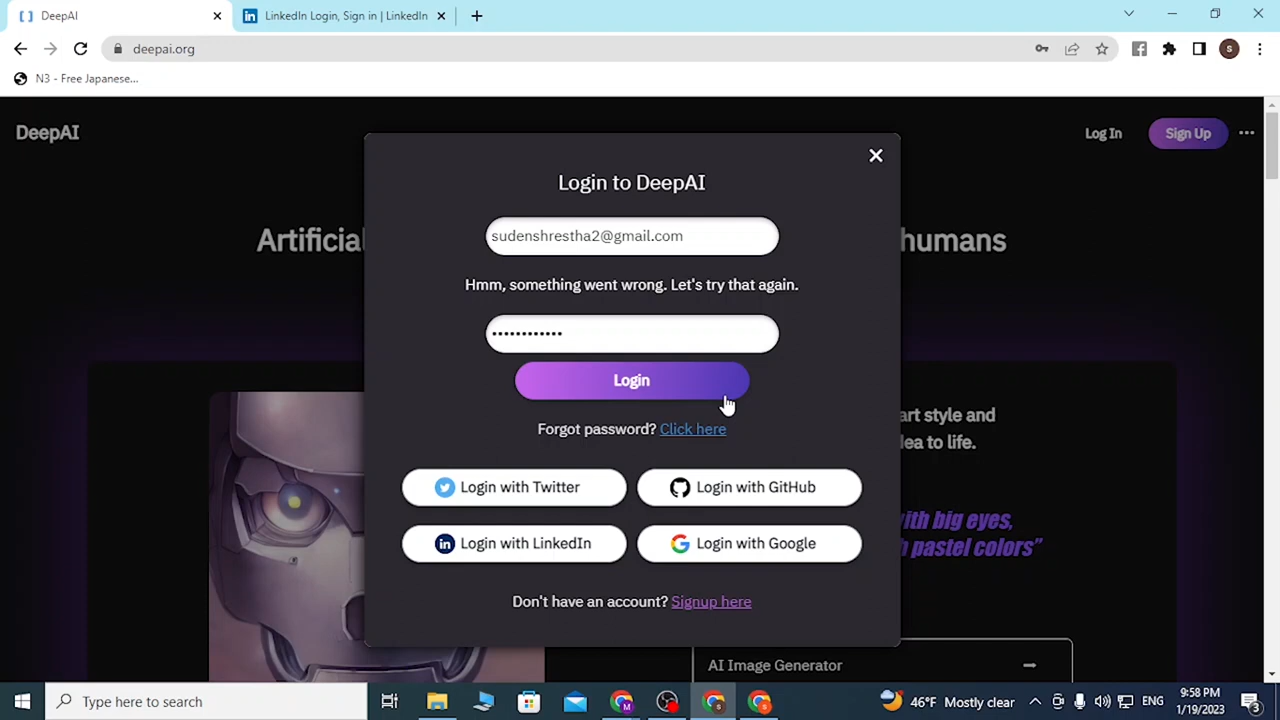 DeepAI
LinkedIn Login, Sign in | LinkedIn
deepai.org
N3 - Free Japanese...
DeepAI
Log In
Sign Up
Login to DeepAI
sudenshrestha2@gmail.com
Artificial
humans
Hmm, something went wrong. Let's try that again.
••••••••••••
Login
art style and
Forgot password? Click here
dea to life.
Login with Twitter
Login with GitHub
with big eyes,
Login with LinkedIn
Login with Google
pastel colors”
Don't have an account? Signup here
AI Image Generator
Type here to search
46°F Mostly clear
ENG
9:58 PM
1/19/2023
3